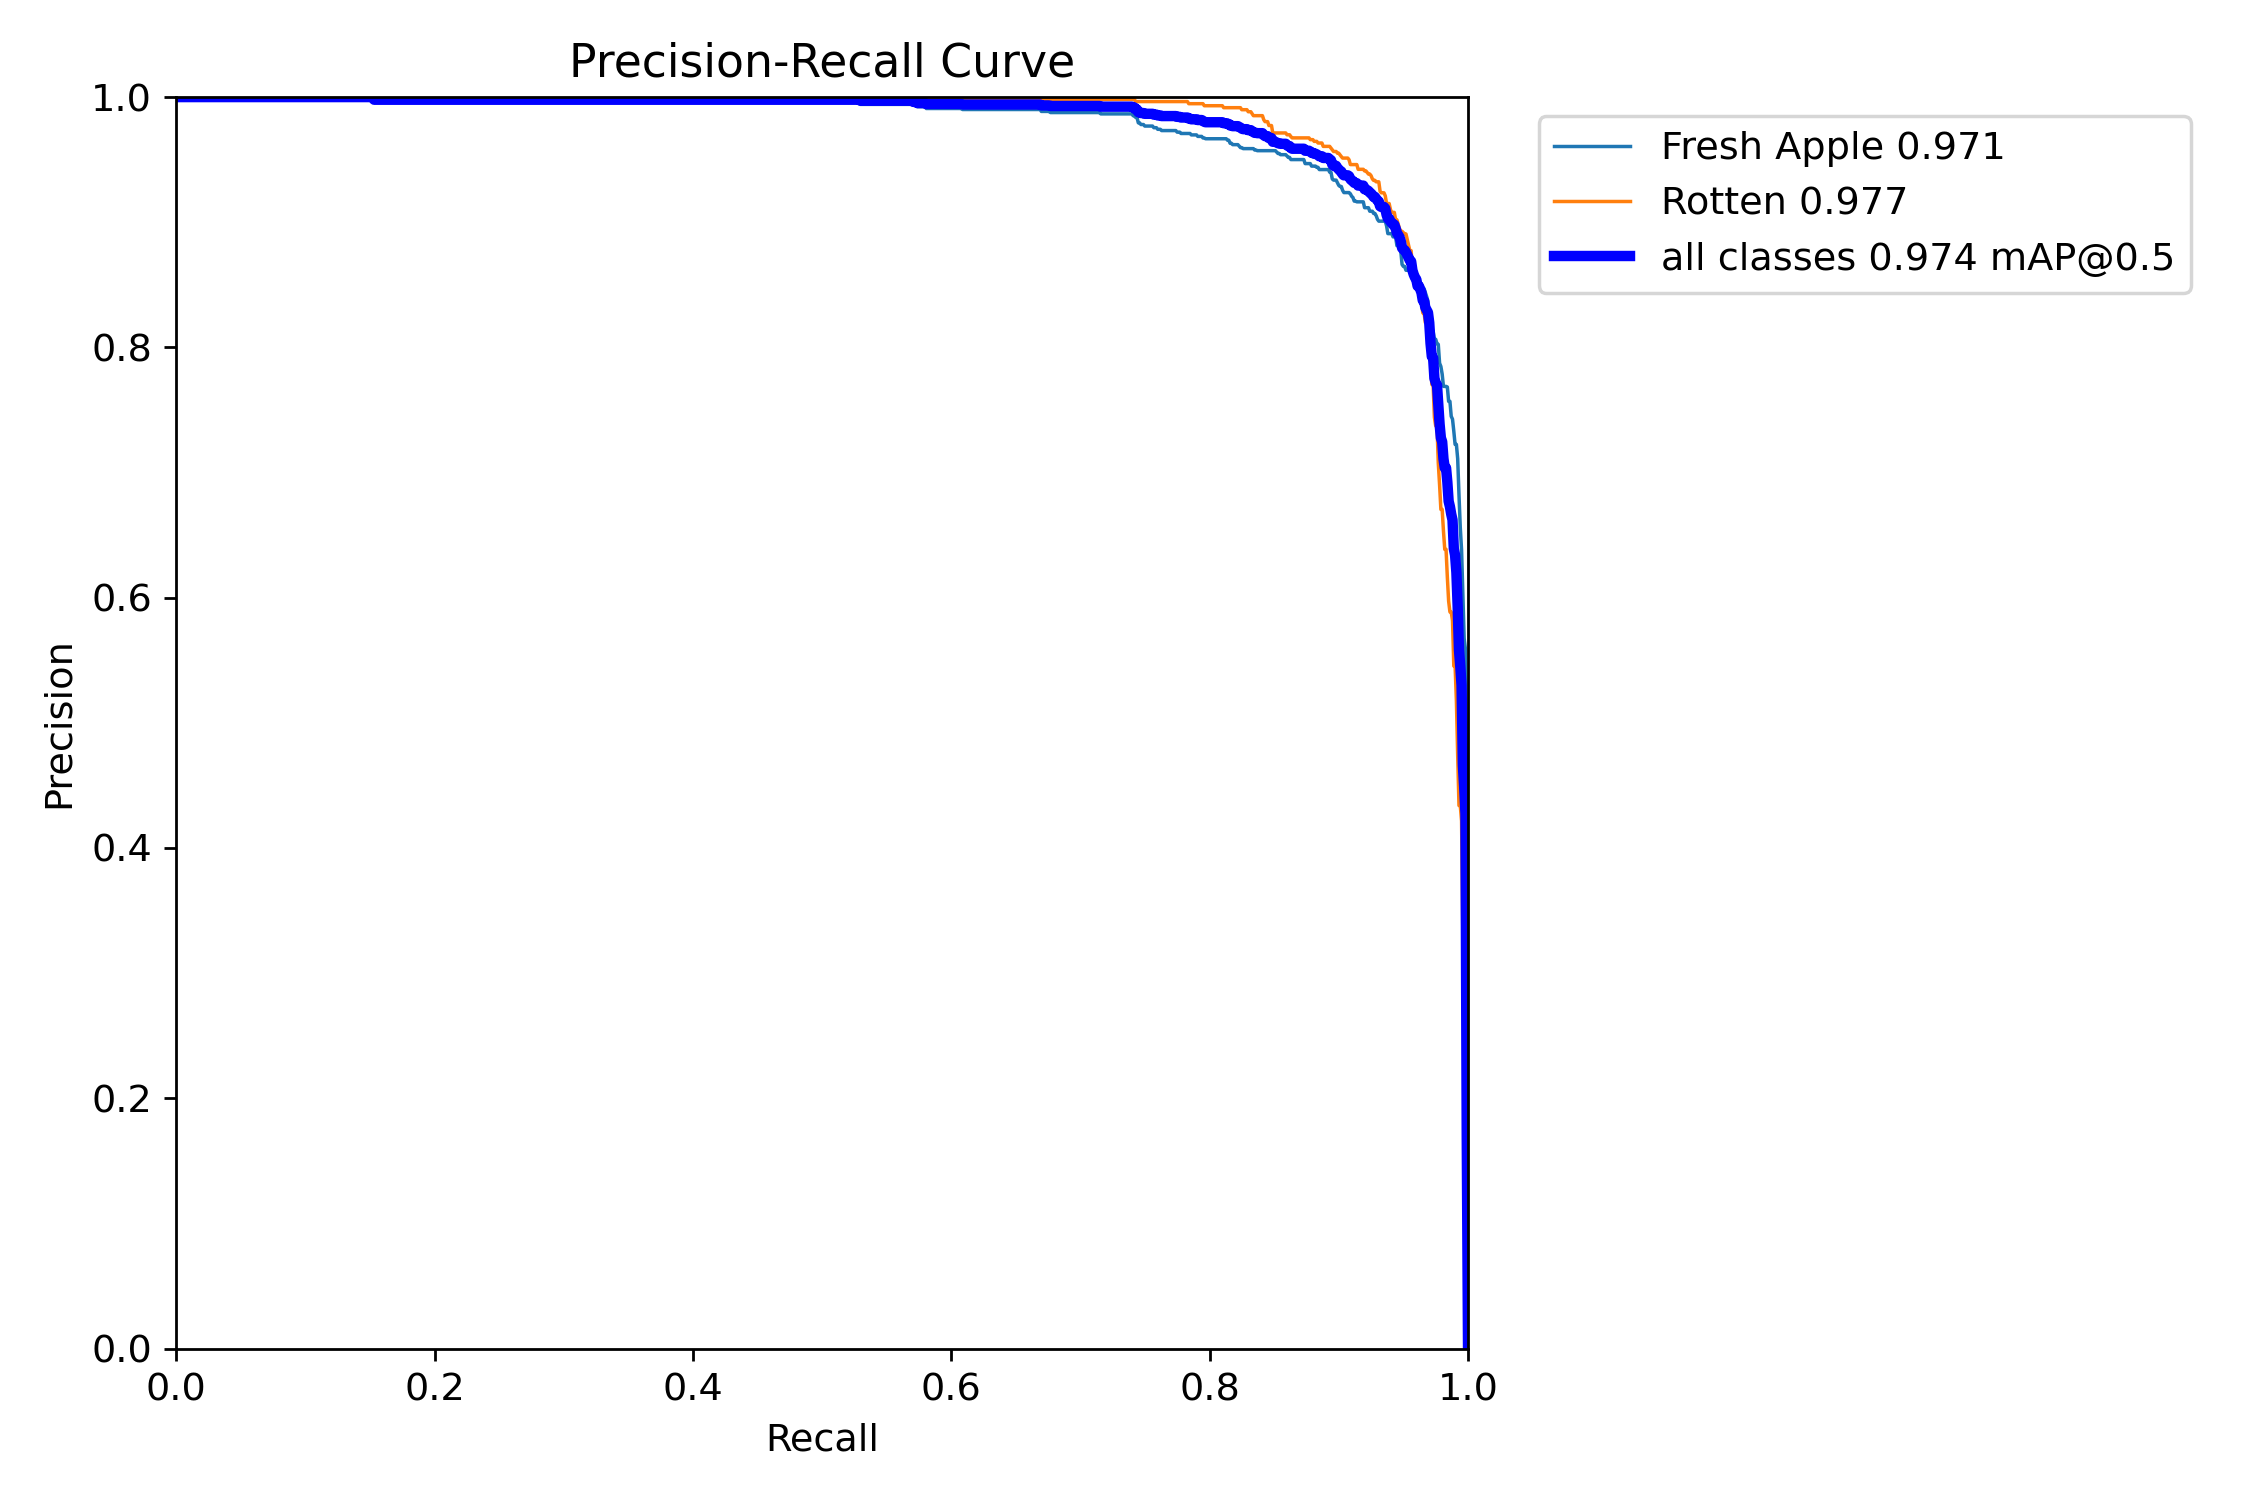 Precision-Recall Curve
1.0
0.8
0.6
0.4
0.2
0.0
Precision
0.0 0.2 0.4 0.6 0.8 1.0
Recall
Fresh Apple 0.971
Rotten 0.977
all classes 0.974 mAP@0.5